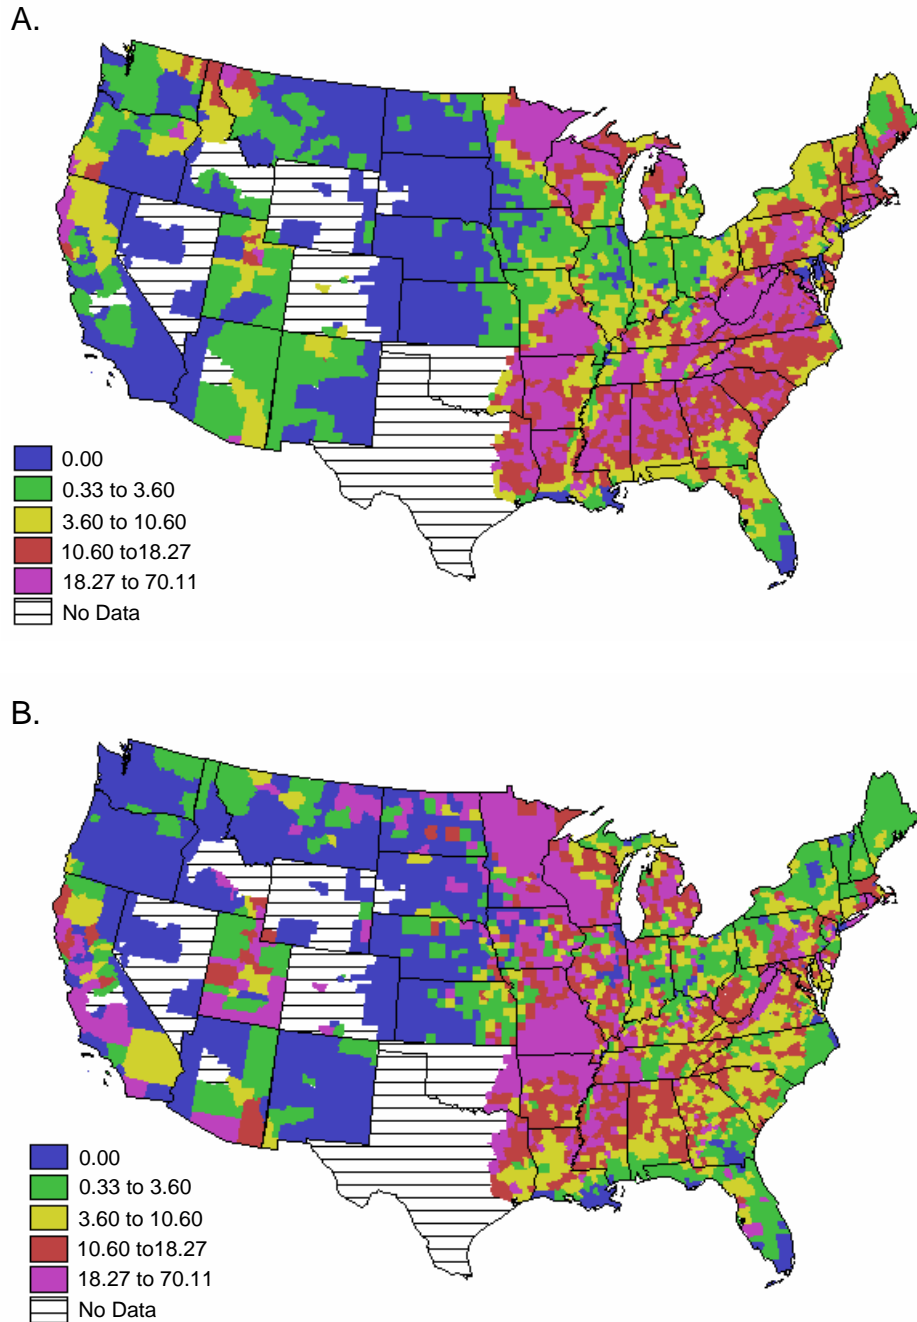 A.
0.00
0.33 to 3.60
3.60 to 10.60
10.60 to18.27
18.27 to 70.11
No Data
B.
0.00
0.33 to 3.60
3.60 to 10.60
10.60 to18.27
18.27 to 70.11
No Data